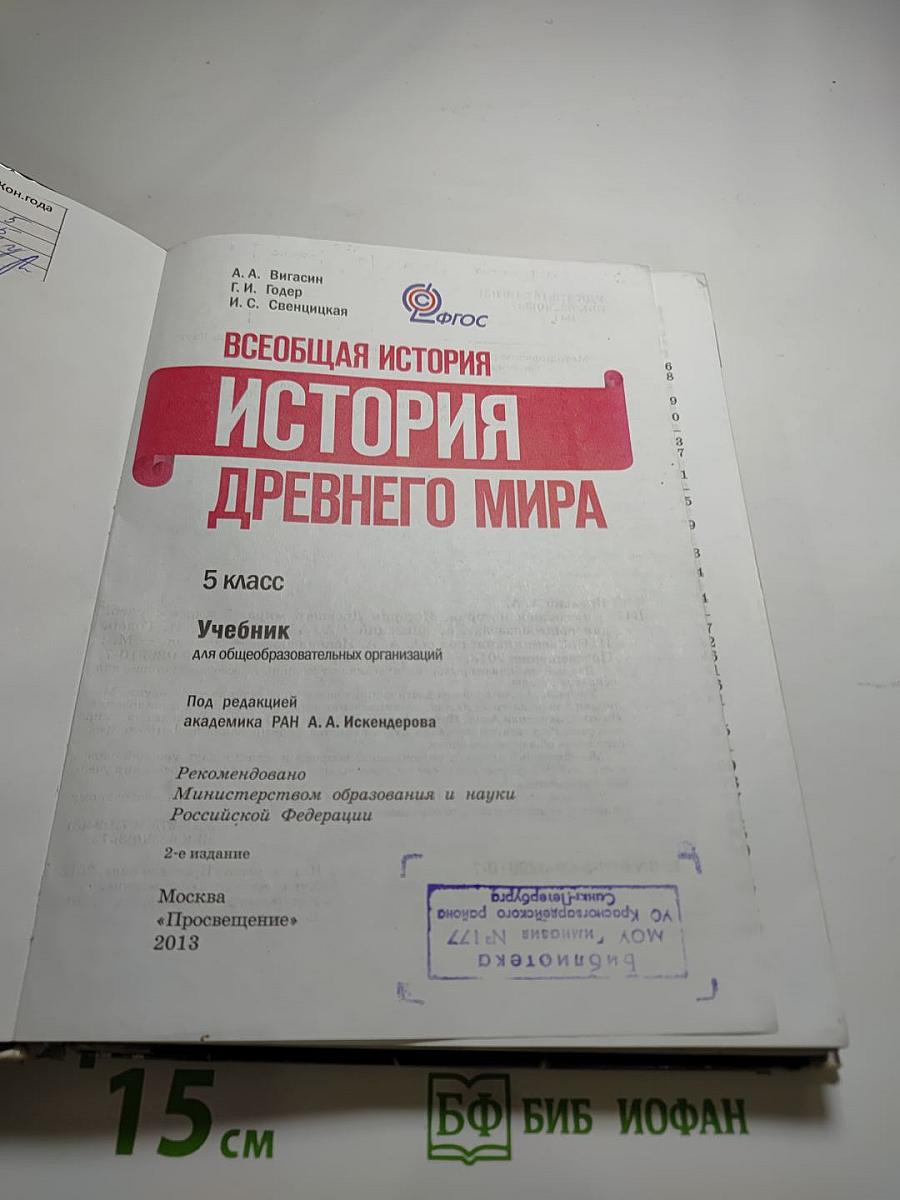 Кон.года
5
5
А. А. Вигасин
Г. И. Годер
И. С. Свенцицкая
ФГОС
ВСЕОБЩАЯ ИСТОРИЯ
ИСТОРИЯ
ДРЕВНЕГО МИРА
5 класс
Учебник
для общеобразовательных организаций
Под редакцией
академика РАН А. А. Искендерова
Рекомендовано
Министерством образования и науки
Российской Федерации
2-е издание
Москва
«Просвещение»
2013
Библиотека
МОУ Гимназия №177
УО Красногвардейского района
Санкт-Петербурга
15 см
БФ БИБ ИОФАН